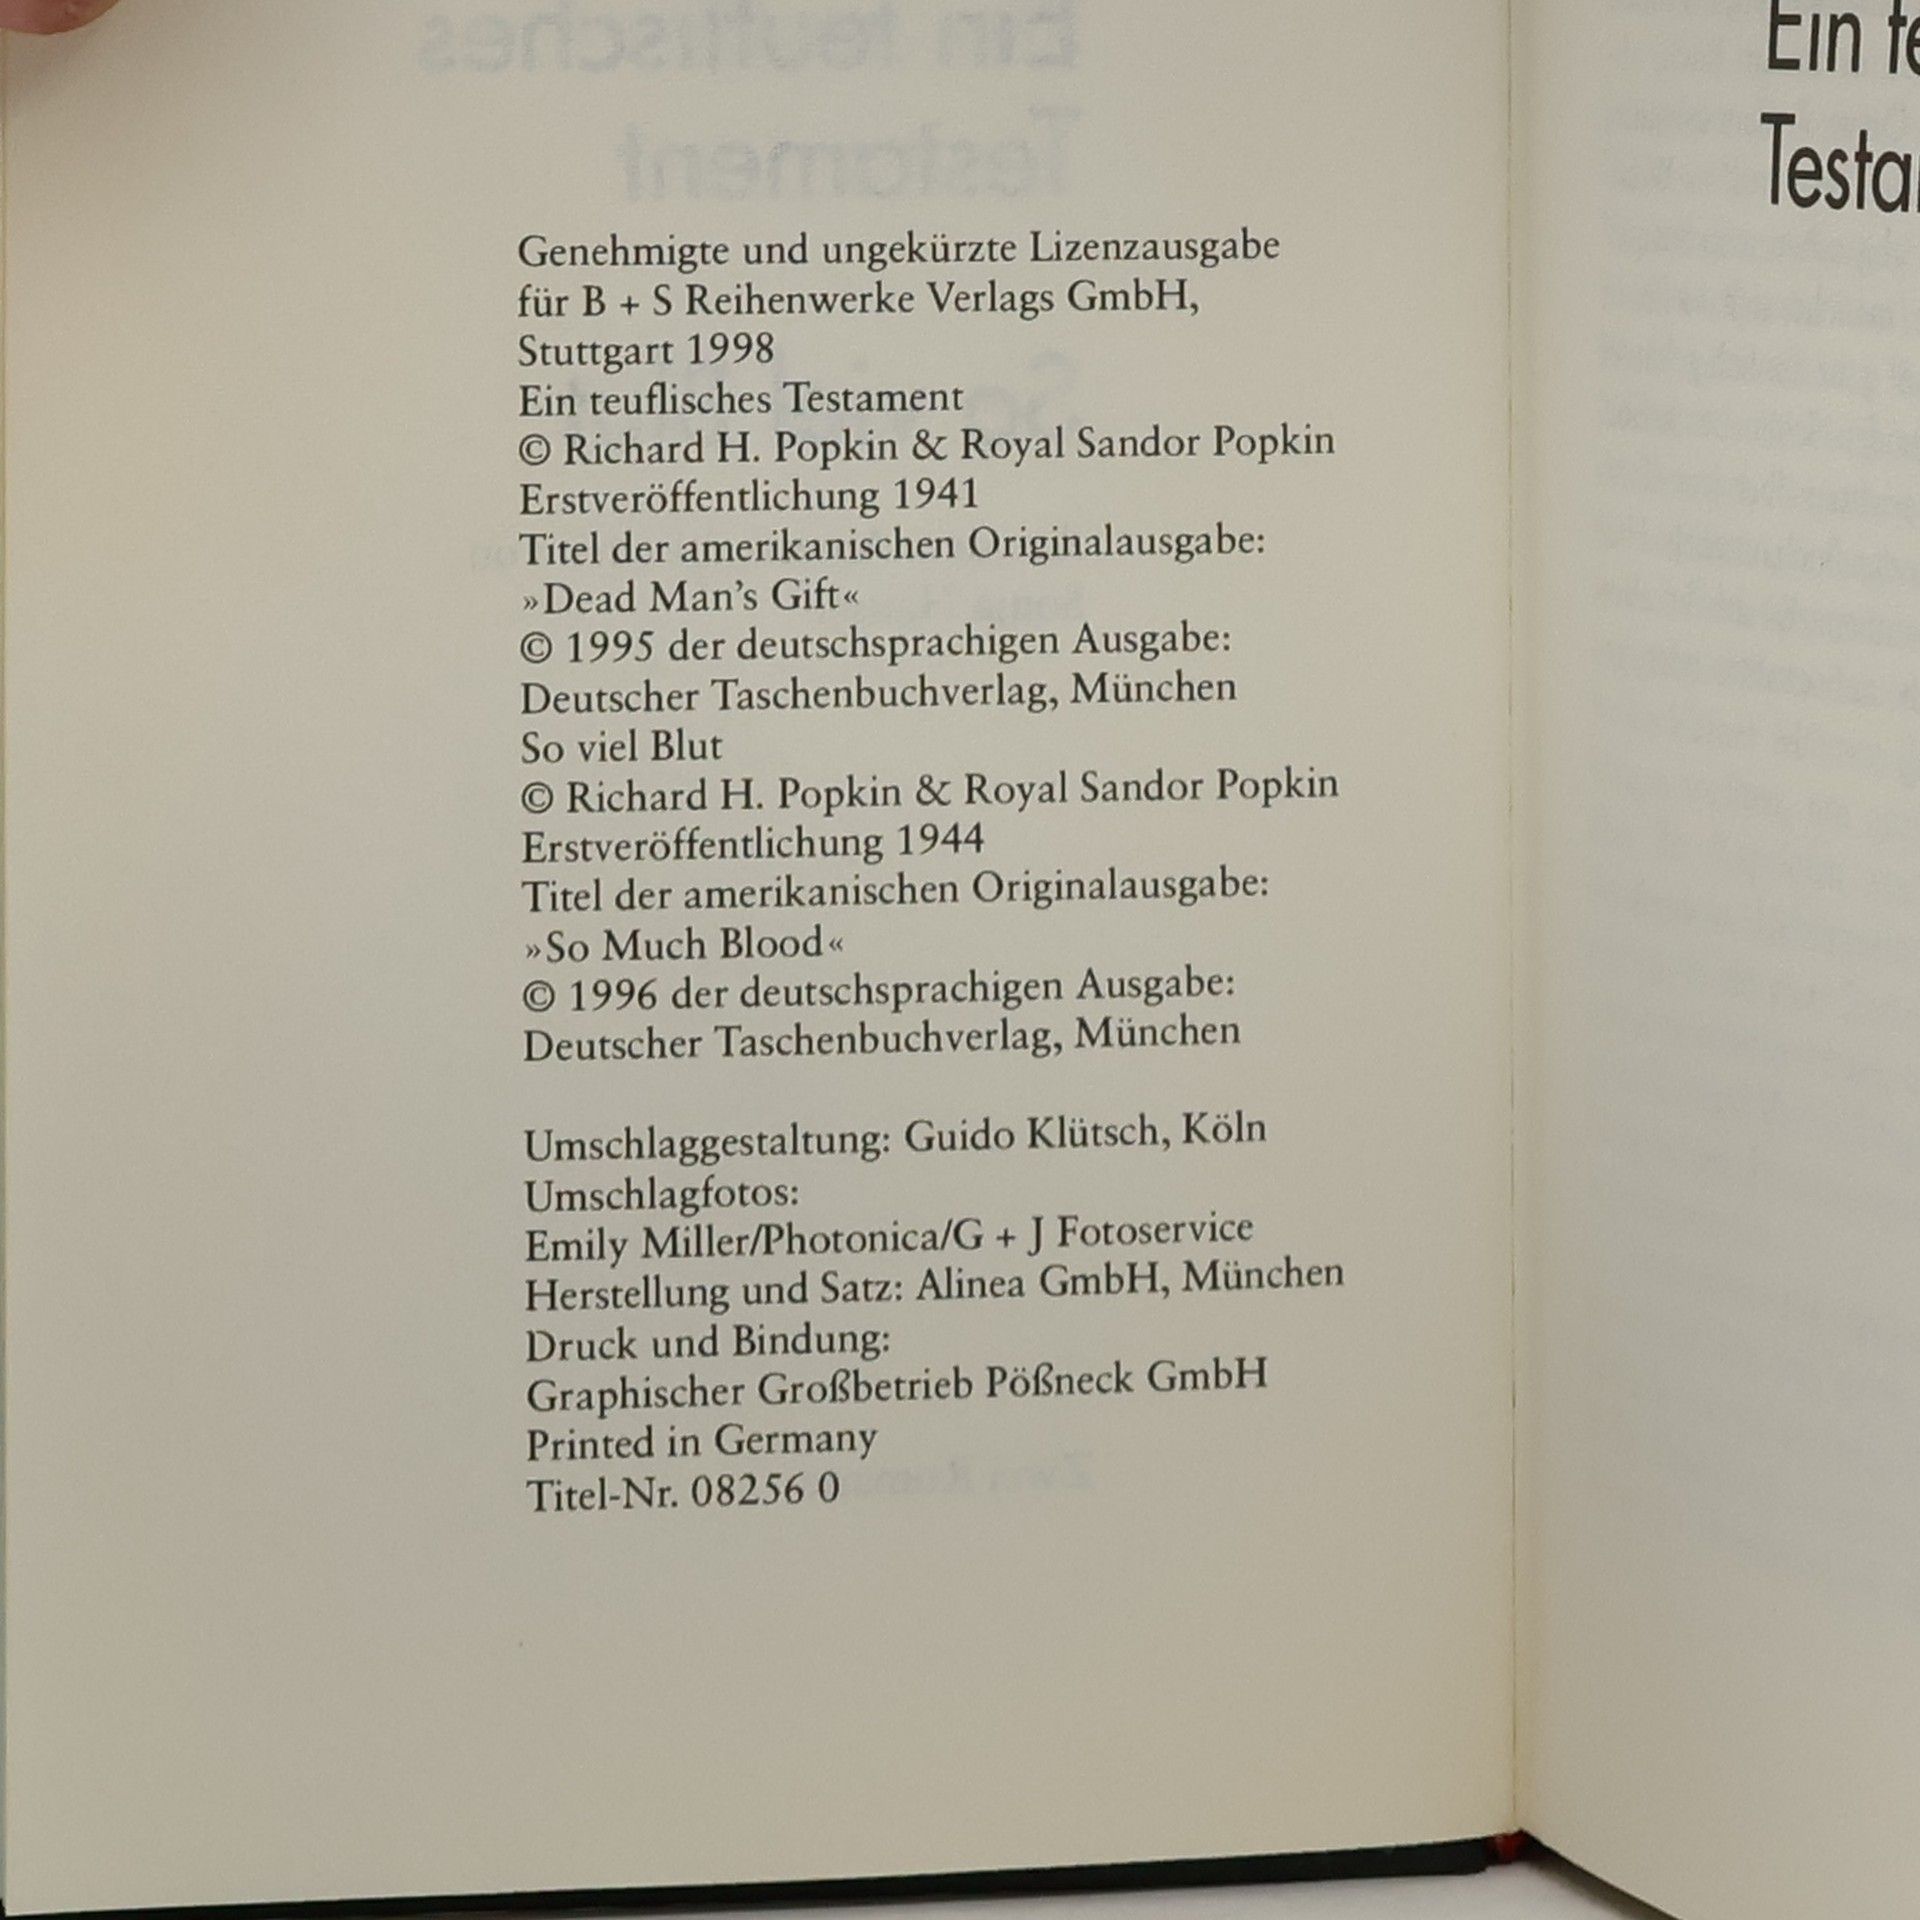 Genehmigte und ungekürzte Lizenzausgabe
für B + S Reihenwerke Verlags GmbH,
Stuttgart 1998
Ein teuflisches Testament
© Richard H. Popkin & Royal Sandor Popkin
Erstveröffentlichung 1941
Titel der amerikanischen Originalausgabe:
»Dead Man’s Gift«
© 1995 der deutschsprachigen Ausgabe:
Deutscher Taschenbuchverlag, München
So viel Blut
© Richard H. Popkin & Royal Sandor Popkin
Erstveröffentlichung 1944
Titel der amerikanischen Originalausgabe:
»So Much Blood«
© 1996 der deutschsprachigen Ausgabe:
Deutscher Taschenbuchverlag, München
Umschlaggestaltung: Guido Klütsch, Köln
Umschlagfotos:
Emily Miller/Photonica/G + J Fotoservice
Herstellung und Satz: Alinea GmbH, München
Druck und Bindung:
Graphischer Großbetrieb Pößneck GmbH
Printed in Germany
Titel-Nr. 08256 0
Ein te
Testa